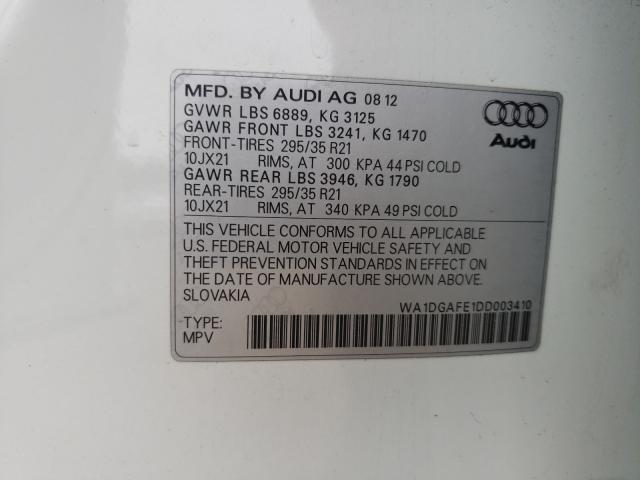 MFD. BY AUDI AG 08 12
GVWR LBS 6889, KG 3125
GAWR FRONT LBS 3241, KG 1470
FRONT-TIRES 295/35 R21
10JX21 RIMS, AT 300 KPA 44 PSI COLD
GAWR REAR LBS 3946, KG 1790
REAR-TIRES 295/35 R21
10JX21 RIMS, AT 340 KPA 49 PSI COLD
Audi
THIS VEHICLE CONFORMS TO ALL APPLICABLE
U.S. FEDERAL MOTOR VEHICLE SAFETY AND
THEFT PREVENTION STANDARDS IN EFFECT ON
THE DATE OF MANUFACTURE SHOWN ABOVE.
SLOVAKIA
WA1DGAFE1DD003410
TYPE:
MPV